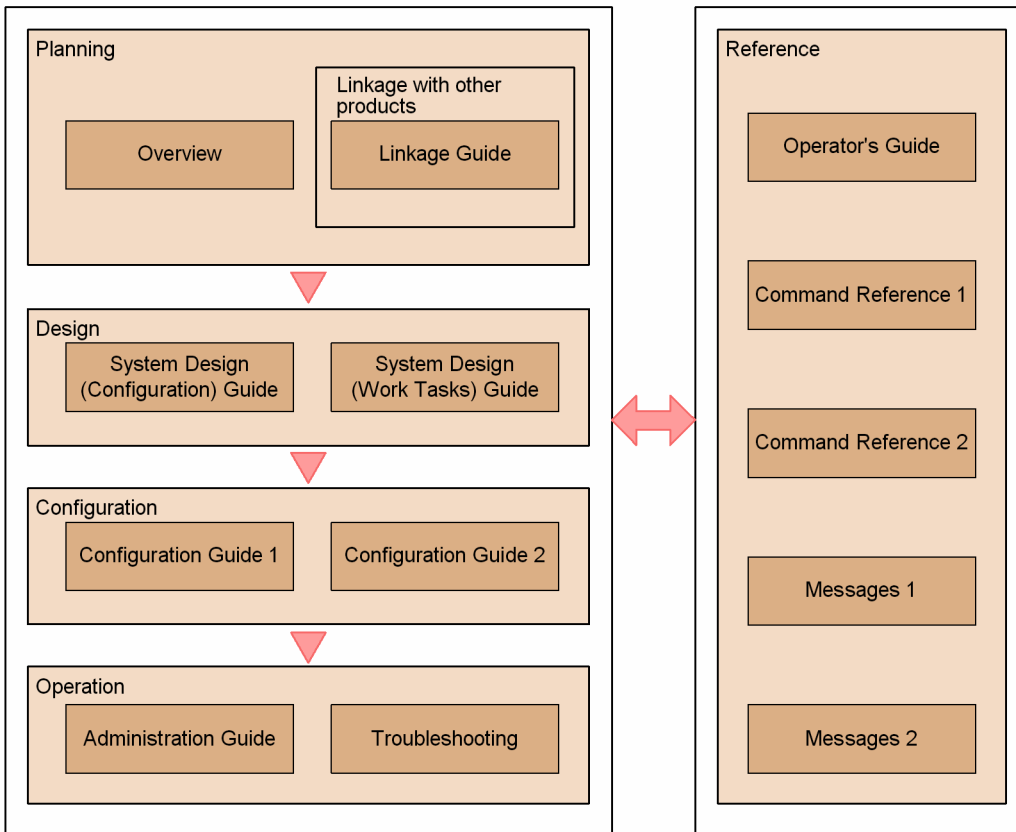 Planning
Linkage with other
products
Overview
Linkage Guide
Design
System Design
(Configuration) Guide
System Design
(Work Tasks) Guide
Configuration
Configuration Guide 1
Configuration Guide 2
Operation
Administration Guide
Troubleshooting
Reference
Operator's Guide
Command Reference 1
Command Reference 2
Messages 1
Messages 2